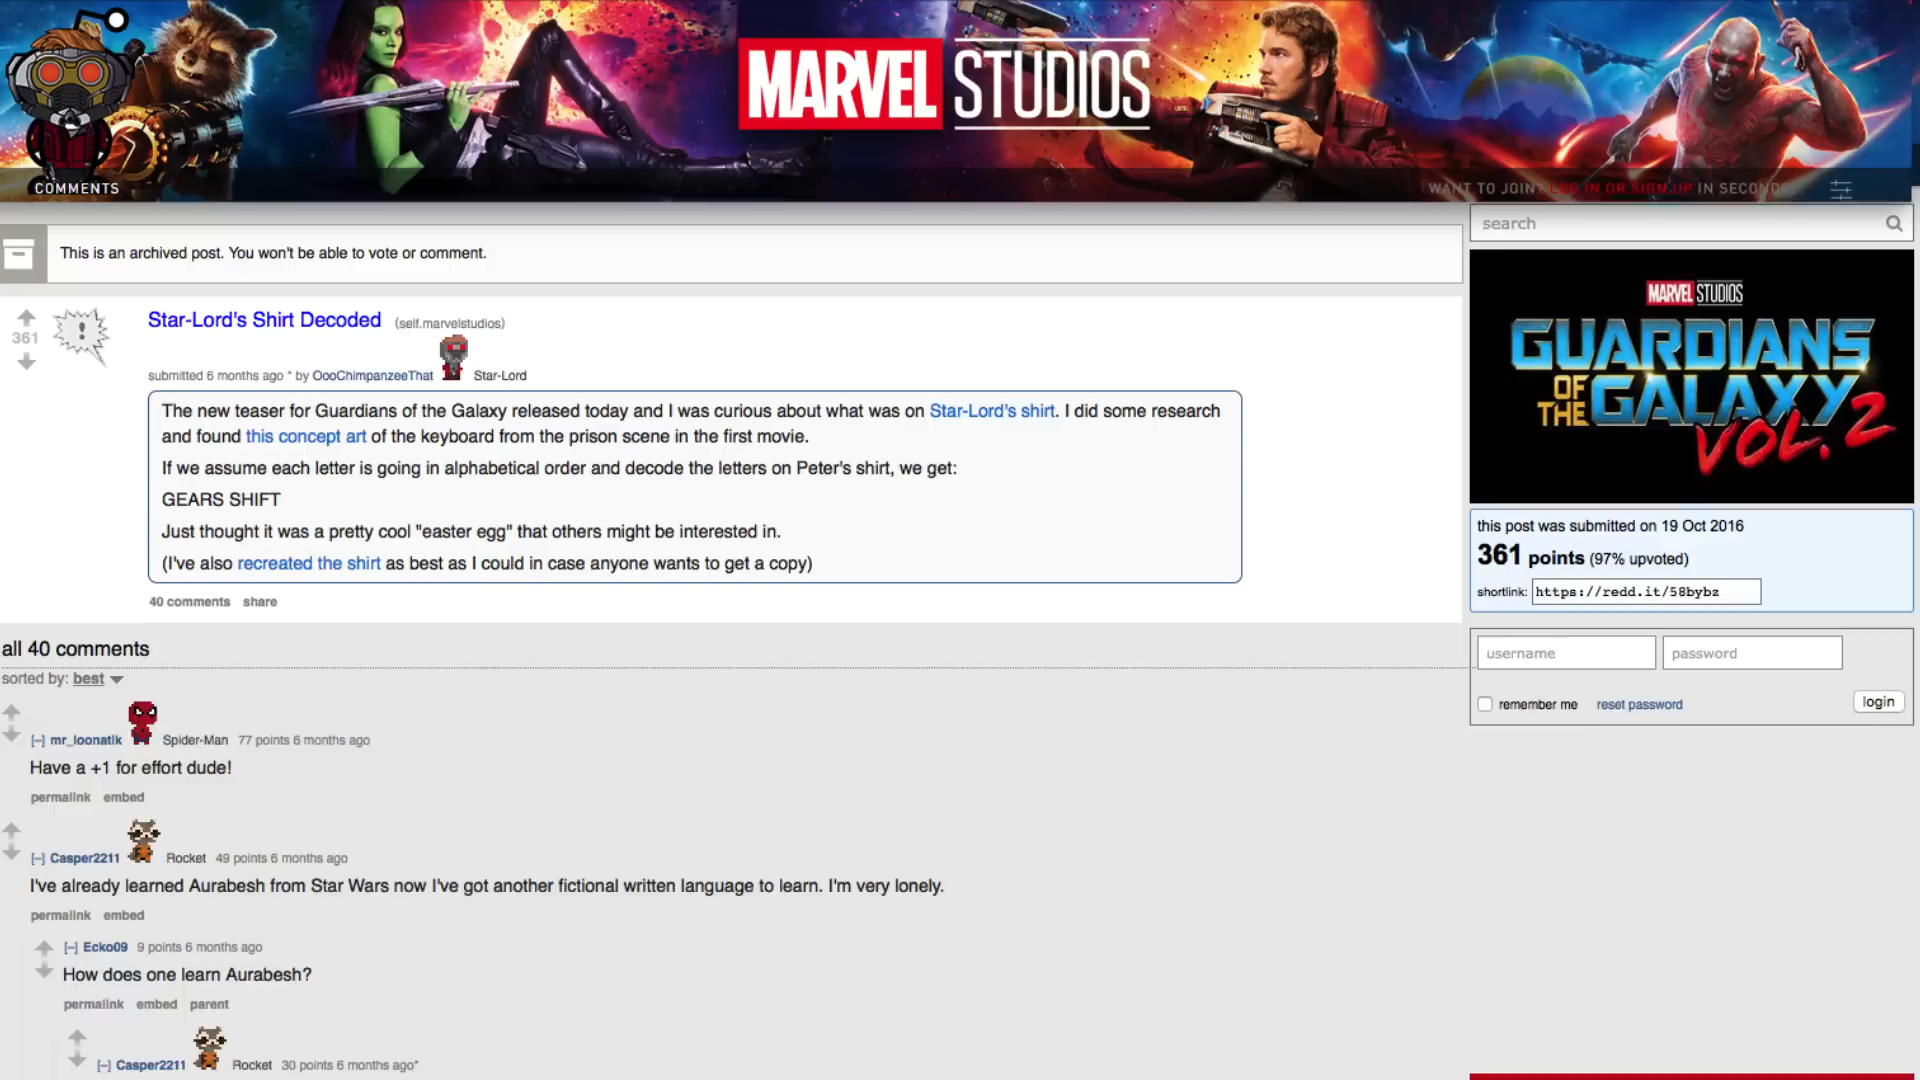 MARVEL STUDIOS
COMMENTS
WANT TO JOIN? LOG IN OR SIGN UP IN SECONDS
search
This is an archived post. You won't be able to vote or comment.
361
Star-Lord's Shirt Decoded (self.marvelstudios)
submitted 6 months ago * by OooChimpanzeeThat Star-Lord
The new teaser for Guardians of the Galaxy released today and I was curious about what was on Star-Lord's shirt. I did some research
and found this concept art of the keyboard from the prison scene in the first movie.
If we assume each letter is going in alphabetical order and decode the letters on Peter's shirt, we get:
GEARS SHIFT
Just thought it was a pretty cool "easter egg" that others might be interested in.
(I've also recreated the shirt as best as I could in case anyone wants to get a copy)
40 comments share
MARVEL STUDIOS
GUARDIANS
OF THE GALAXY
VOL. 2
this post was submitted on 19 Oct 2016
361 points (97% upvoted)
shortlink: https://redd.it/58bybz
username password
remember me reset password login
all 40 comments
sorted by: best
[–] mr_loonatik Spider-Man 77 points 6 months ago
Have a +1 for effort dude!
permalink embed
[–] Casper2211 Rocket 49 points 6 months ago
I've already learned Aurabesh from Star Wars now I've got another fictional written language to learn. I'm very lonely.
permalink embed
[–] Ecko09 9 points 6 months ago
How does one learn Aurabesh?
permalink embed parent
[–] Casper2211 Rocket 30 points 6 months ago*